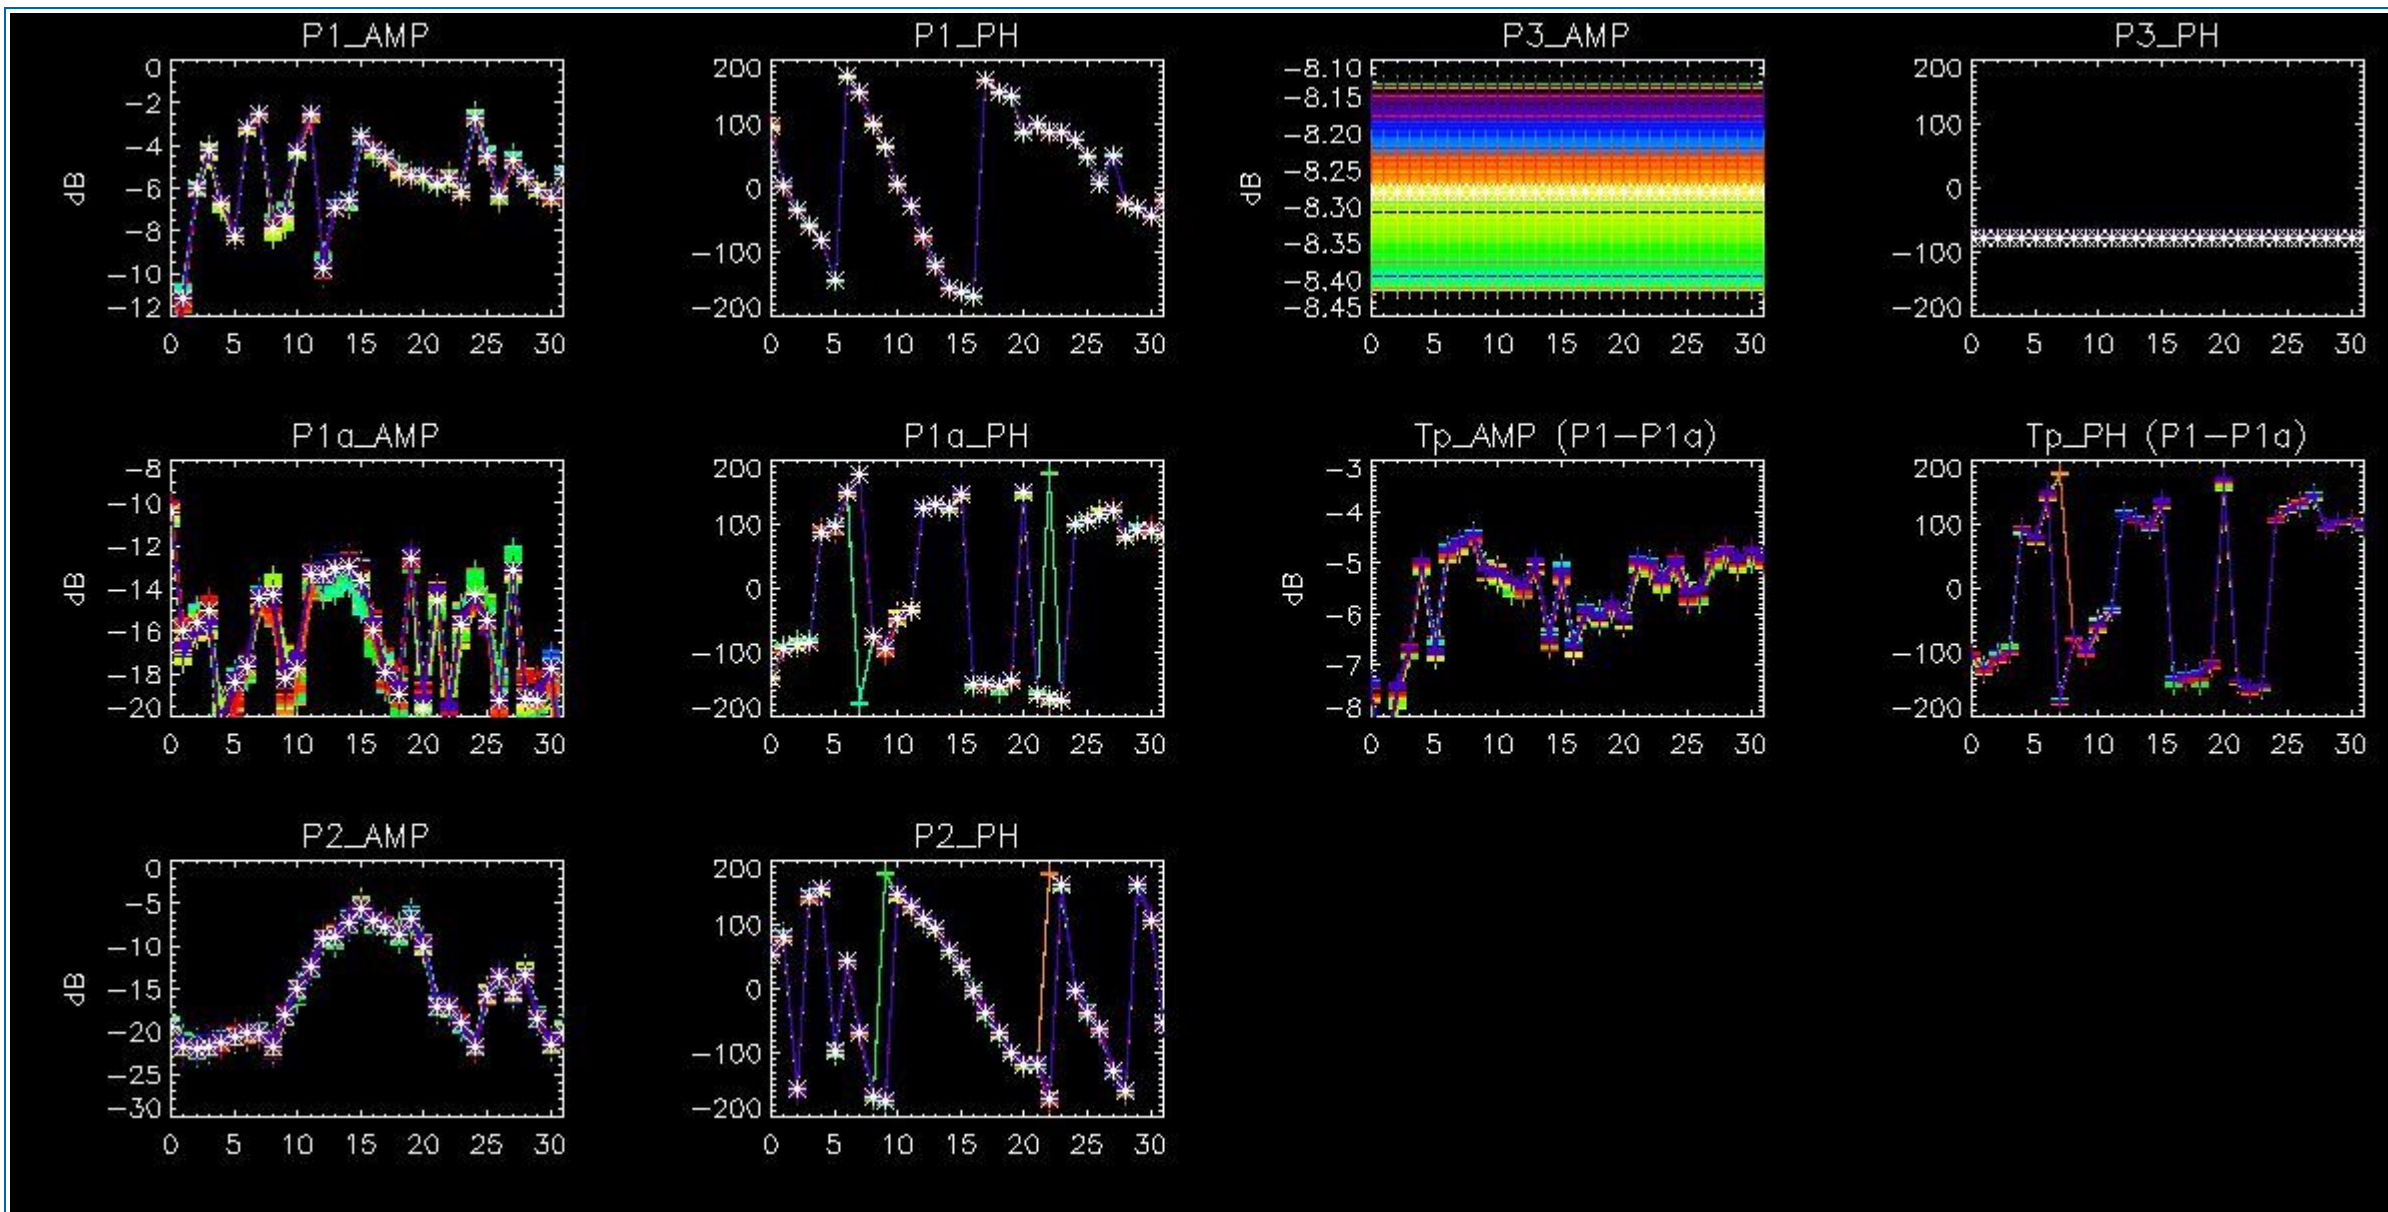 P1_AMP
0
−2
−4
−6
−8
−10
−12
dB
0 5 10 15 20 25 30
P1_PH
200
100
0
−100
−200
0 5 10 15 20 25 30
P3_AMP
−8.10
−8.15
−8.20
−8.25
−8.30
−8.35
−8.40
−8.45
dB
0 5 10 15 20 25 30
P3_PH
200
100
0
−100
−200
0 5 10 15 20 25 30
P1a_AMP
−8
−10
−12
−14
−16
−18
−20
dB
0 5 10 15 20 25 30
P1a_PH
200
100
0
−100
−200
0 5 10 15 20 25 30
Tp_AMP (P1−P1a)
−3
−4
−5
−6
−7
−8
dB
0 5 10 15 20 25 30
Tp_PH (P1−P1a)
200
100
0
−100
−200
0 5 10 15 20 25 30
P2_AMP
0
−5
−10
−15
−20
−25
−30
dB
0 5 10 15 20 25 30
P2_PH
200
100
0
−100
−200
0 5 10 15 20 25 30